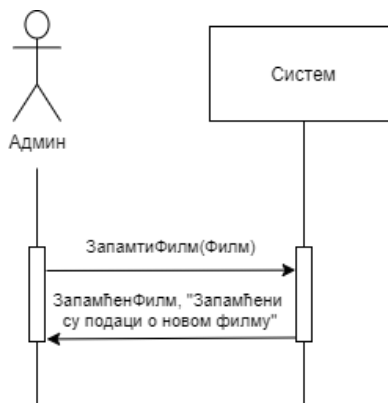 Систем
Админ
ЗапамтиФилм(Филм)
ЗапамћенФилм, "Запамћени
су подаци о новом филму"